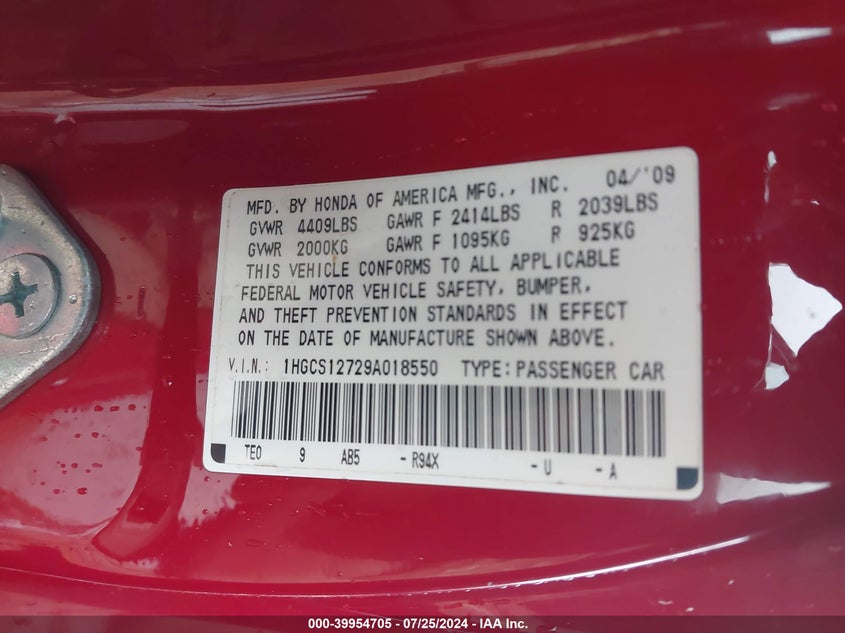 MFD. BY HONDA OF AMERICA MFG., INC. 04/'09
GVWR 4409LBS GAWR F 2414LBS R 2039LBS
GVWR 2000KG GAWR F 1095KG R 925KG
THIS VEHICLE CONFORMS TO ALL APPLICABLE
FEDERAL MOTOR VEHICLE SAFETY, BUMPER,
AND THEFT PREVENTION STANDARDS IN EFFECT
ON THE DATE OF MANUFACTURE SHOWN ABOVE.
V.I.N.: 1HGCS12729A018550 TYPE: PASSENGER CAR
TE0 9 AB5 - R94X - U - A
000-39954705 - 07/25/2024 - IAA Inc.